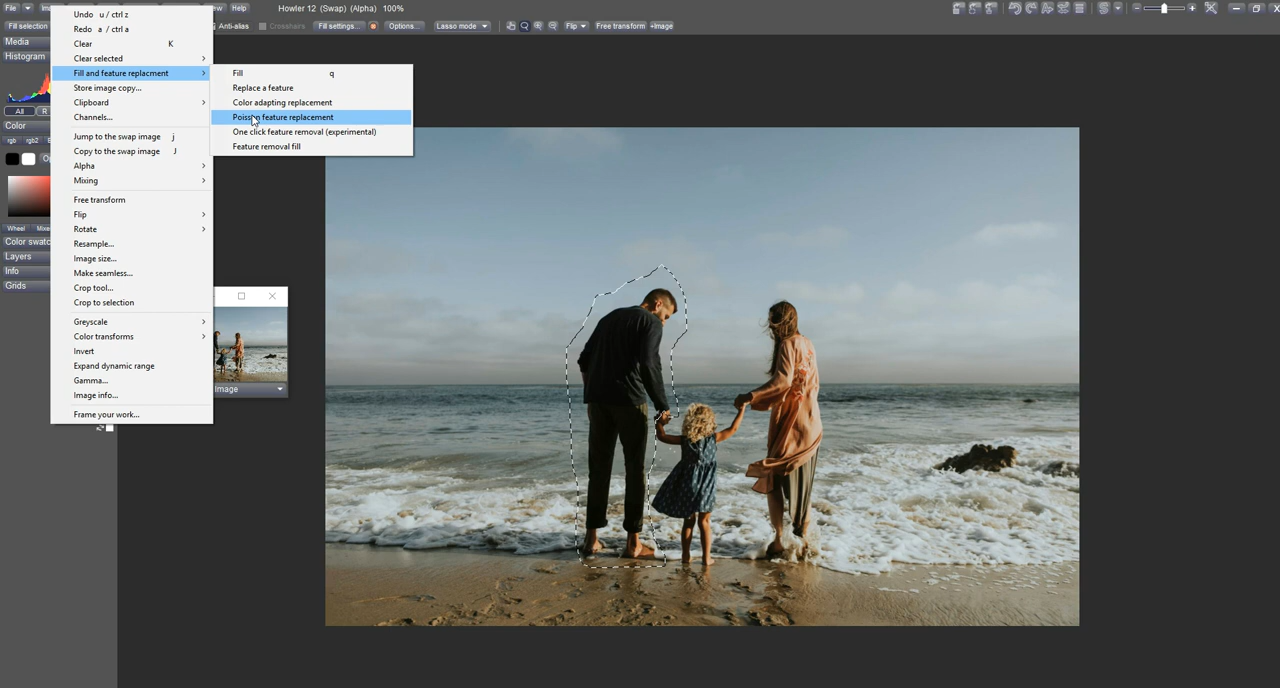 File Ima ew Help Howler 12 (Swap) (Alpha) 100%
Fill selection Anti-alias Crosshairs Fill settings... Options... Lasso mode Flip Free transform +Image
Media
Histogram
All R
Color
rgb rgb2
Op
Wheel Mixe
Color swatc
Layers
Info
Grids
Undo u / ctrl z
Redo a / ctrl a
Clear K
Clear selected
Fill and feature replacment
Store image copy...
Clipboard
Channels...
Jump to the swap image j
Copy to the swap image J
Alpha
Mixing
Free transform
Flip
Rotate
Resample...
Image size...
Make seamless...
Crop tool...
Crop to selection
Greyscale
Color transforms
Invert
Expand dynamic range
Gamma...
Image info...
Frame your work...
Fill q
Replace a feature
Color adapting replacement
Poisson feature replacement
One click feature removal (experimental)
Feature removal fill
Image